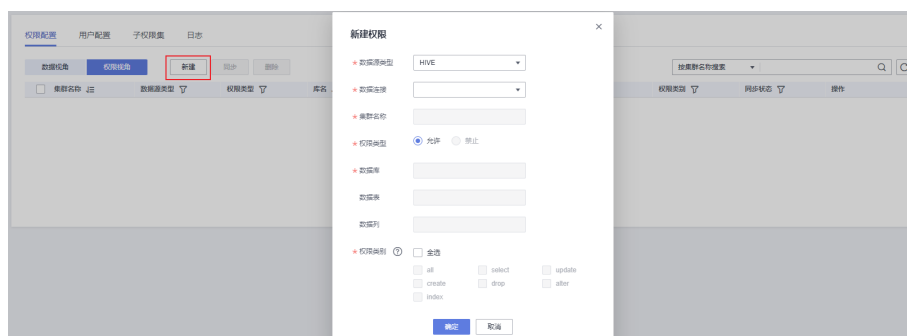 权限配置 用户配置 子权限集 日志
数据视角 权限视角 新建 同步 删除 按集群名称搜索
集群名称 数据源类型 权限类型 库名 权限类别 同步状态 操作
新建权限
* 数据源类型 HIVE
* 数据连接
* 集群名称
* 权限类型 允许 禁止
* 数据库
数据表
数据列
* 权限类别 ? 全选
all select update
create drop alter
index
确定 取消